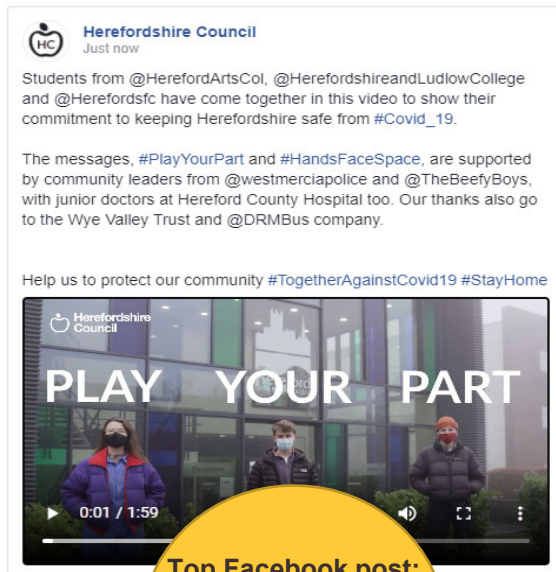 HC
Herefordshire Council
Just now
Students from @HerefordArtsCol, @HerefordshireandLudlowCollege
and @Herefordsfc have come together in this video to show their
commitment to keeping Herefordshire safe from #Covid_19.
The messages, #PlayYourPart and #HandsFaceSpace, are supported
by community leaders from @westmerciapolice and @TheBeefyBoys,
with junior doctors at Hereford County Hospital too. Our thanks also go
to the Wye Valley Trust and @DRMBus company.
Help us to protect our community #TogetherAgainstCovid19 #StayHome
Herefordshire
Council
PLAY YOUR PART
0:01 / 1:59
Top Facebook post: